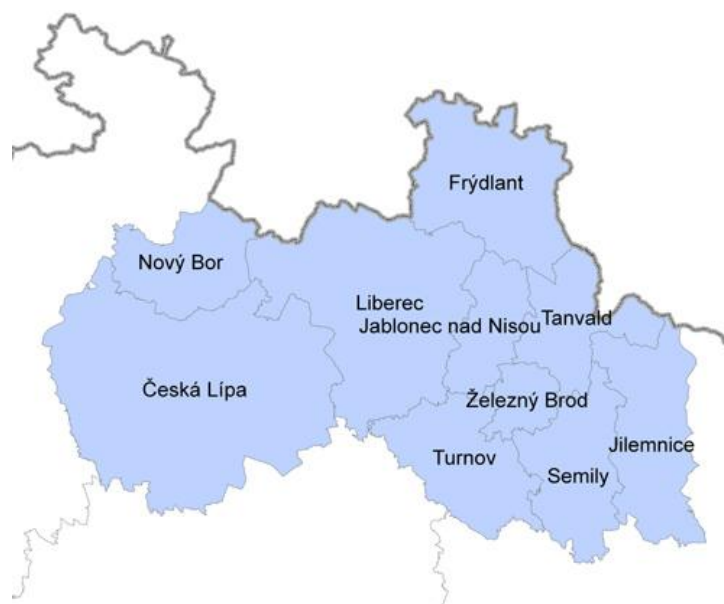 Frýdlant
Nový Bor
Liberec
Jablonec nad Nisou
Tanvald
Česká Lípa
Železný Brod
Jilemnice
Turnov
Semily